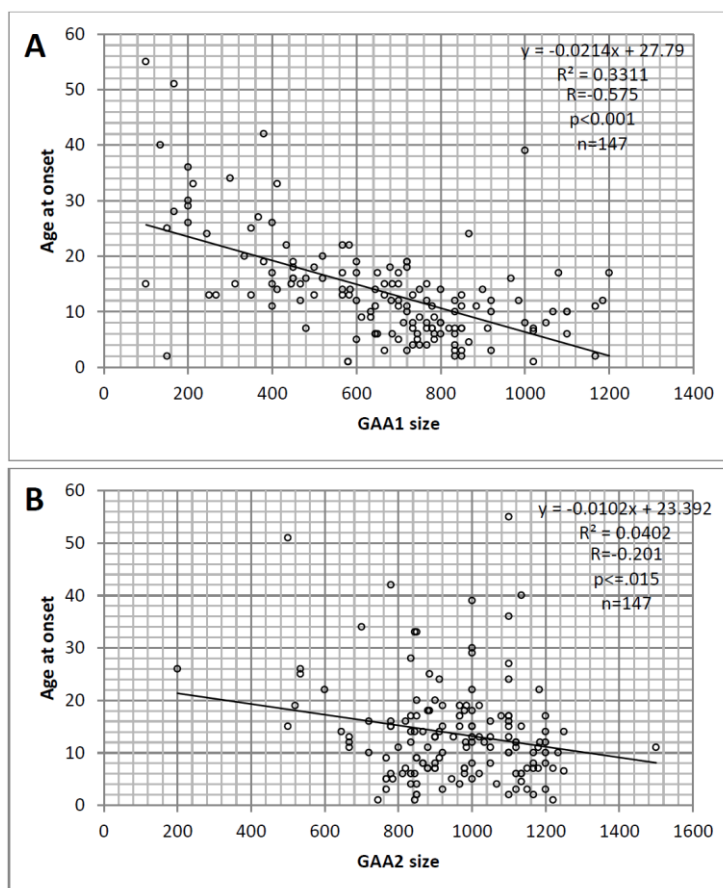 A
y = -0.0214x + 27.79
R² = 0.3311
R=-0.575
p<0.001
n=147
60
50
40
30
20
10
0
Age at onset
0 200 400 600 800 1000 1200 1400
GAA1 size
B
y = -0.0102x + 23.392
R² = 0.0402
R=-0.201
p<=.015
n=147
60
50
40
30
20
10
0
Age at onset
0 200 400 600 800 1000 1200 1400 1600
GAA2 size